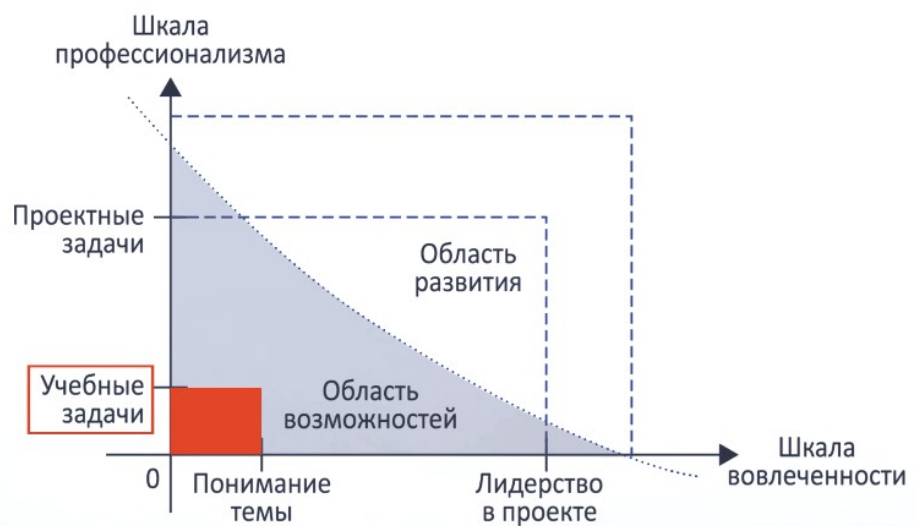 Шкала
профессионализма
Проектные
задачи
Область
развития
Учебные
задачи
Область
возможностей
0
Понимание
темы
Лидерство
в проекте
Шкала
вовлеченности